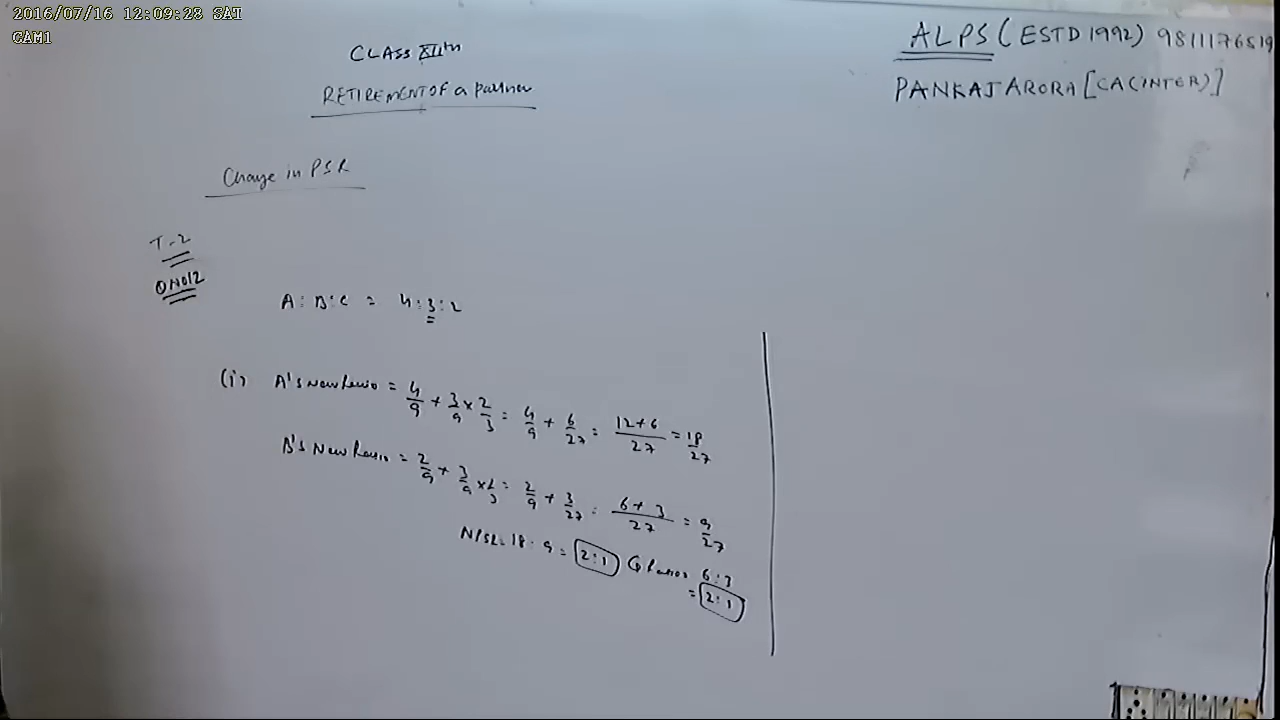 2016/07/16 12:09:28 SAT
CAM1
ALPS (ESTD 1992) 9811176519
PANKAJ ARORA [CA(INTER)]
CLASS XIIth
RETIREMENT of a partner
Change in PSR
T-2
QNO12
A : B : C = 4 : 3 : 2
(i) A's New Ratio = 4/9 + 3/9 × 2/3 = 4/9 + 6/27 = 12+6/27 = 18/27
B's New Ratio = 2/9 + 3/9 × 1/3 = 2/9 + 3/27 = 6+3/27 = 9/27
NPSR = 18 : 9 = 2:1 G Ratio 6:3
= 2:1